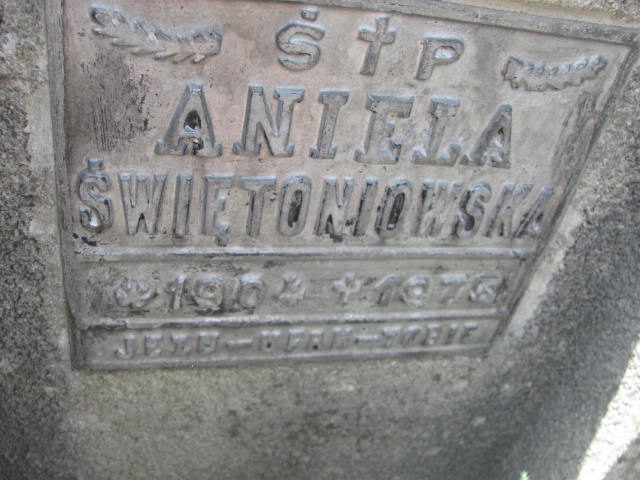 Ś † P
ANIELA
ŚWIĘTONIOWSKA
* 1904 † 1975
JEZU - UFAM - TOBIE